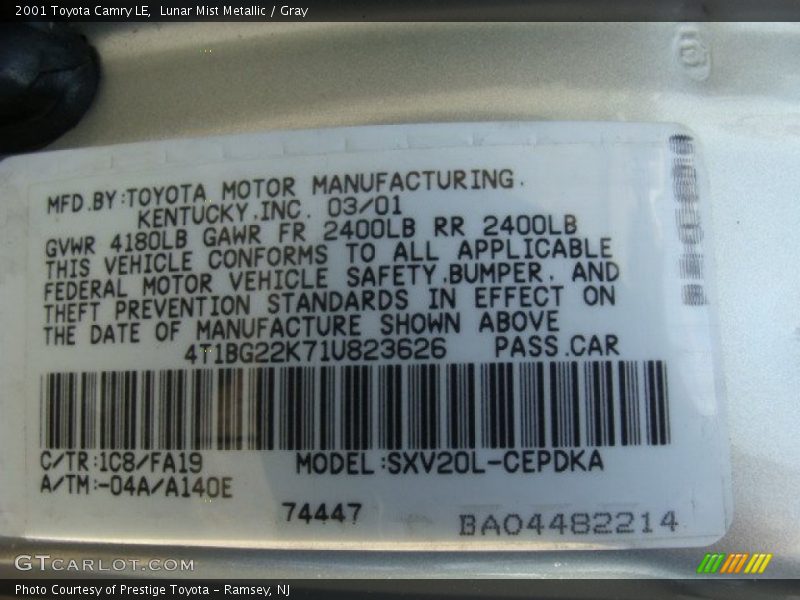 2001 Toyota Camry LE,  Lunar Mist Metallic / Gray
MFD.BY:TOYOTA MOTOR MANUFACTURING.
KENTUCKY.INC. 03/01
GVWR 4180LB GAWR FR 2400LB RR 2400LB
THIS VEHICLE CONFORMS TO ALL APPLICABLE
FEDERAL MOTOR VEHICLE SAFETY.BUMPER. AND
THEFT PREVENTION STANDARDS IN EFFECT ON
THE DATE OF MANUFACTURE SHOWN ABOVE
4T1BG22K71U823626 PASS.CAR
C/TR:1C8/FA19 MODEL:SXV20L-CEPDKA
A/TM:-04A/A140E
74447 BA04482214
GTCARLOT.COM
Photo Courtesy of Prestige Toyota - Ramsey, NJ